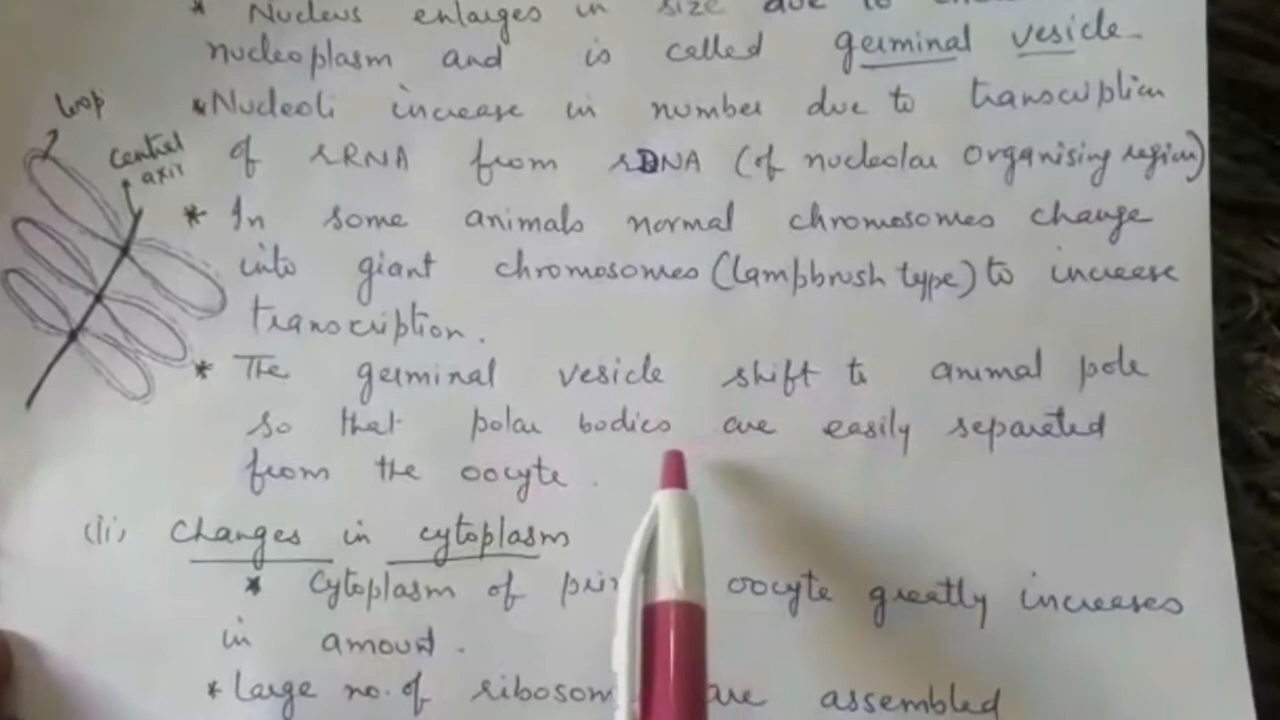 * Nucleus enlarges in size due to
nucleoplasm and is called germinal vesicle
loop
* Nucleoli increase in number due to transcription
central
axis
of rRNA from rDNA (of nucleolar organising region)
* In some animals normal chromosomes change
into giant chromosomes (lampbrush type) to increase
transcription.
* The germinal vesicle shift to animal pole
so that polar bodies are easily separated
from the oocyte.
(ii) Changes in cytoplasm
* Cytoplasm of oocyte greatly increases
in amount.
* Large no. of are assembled